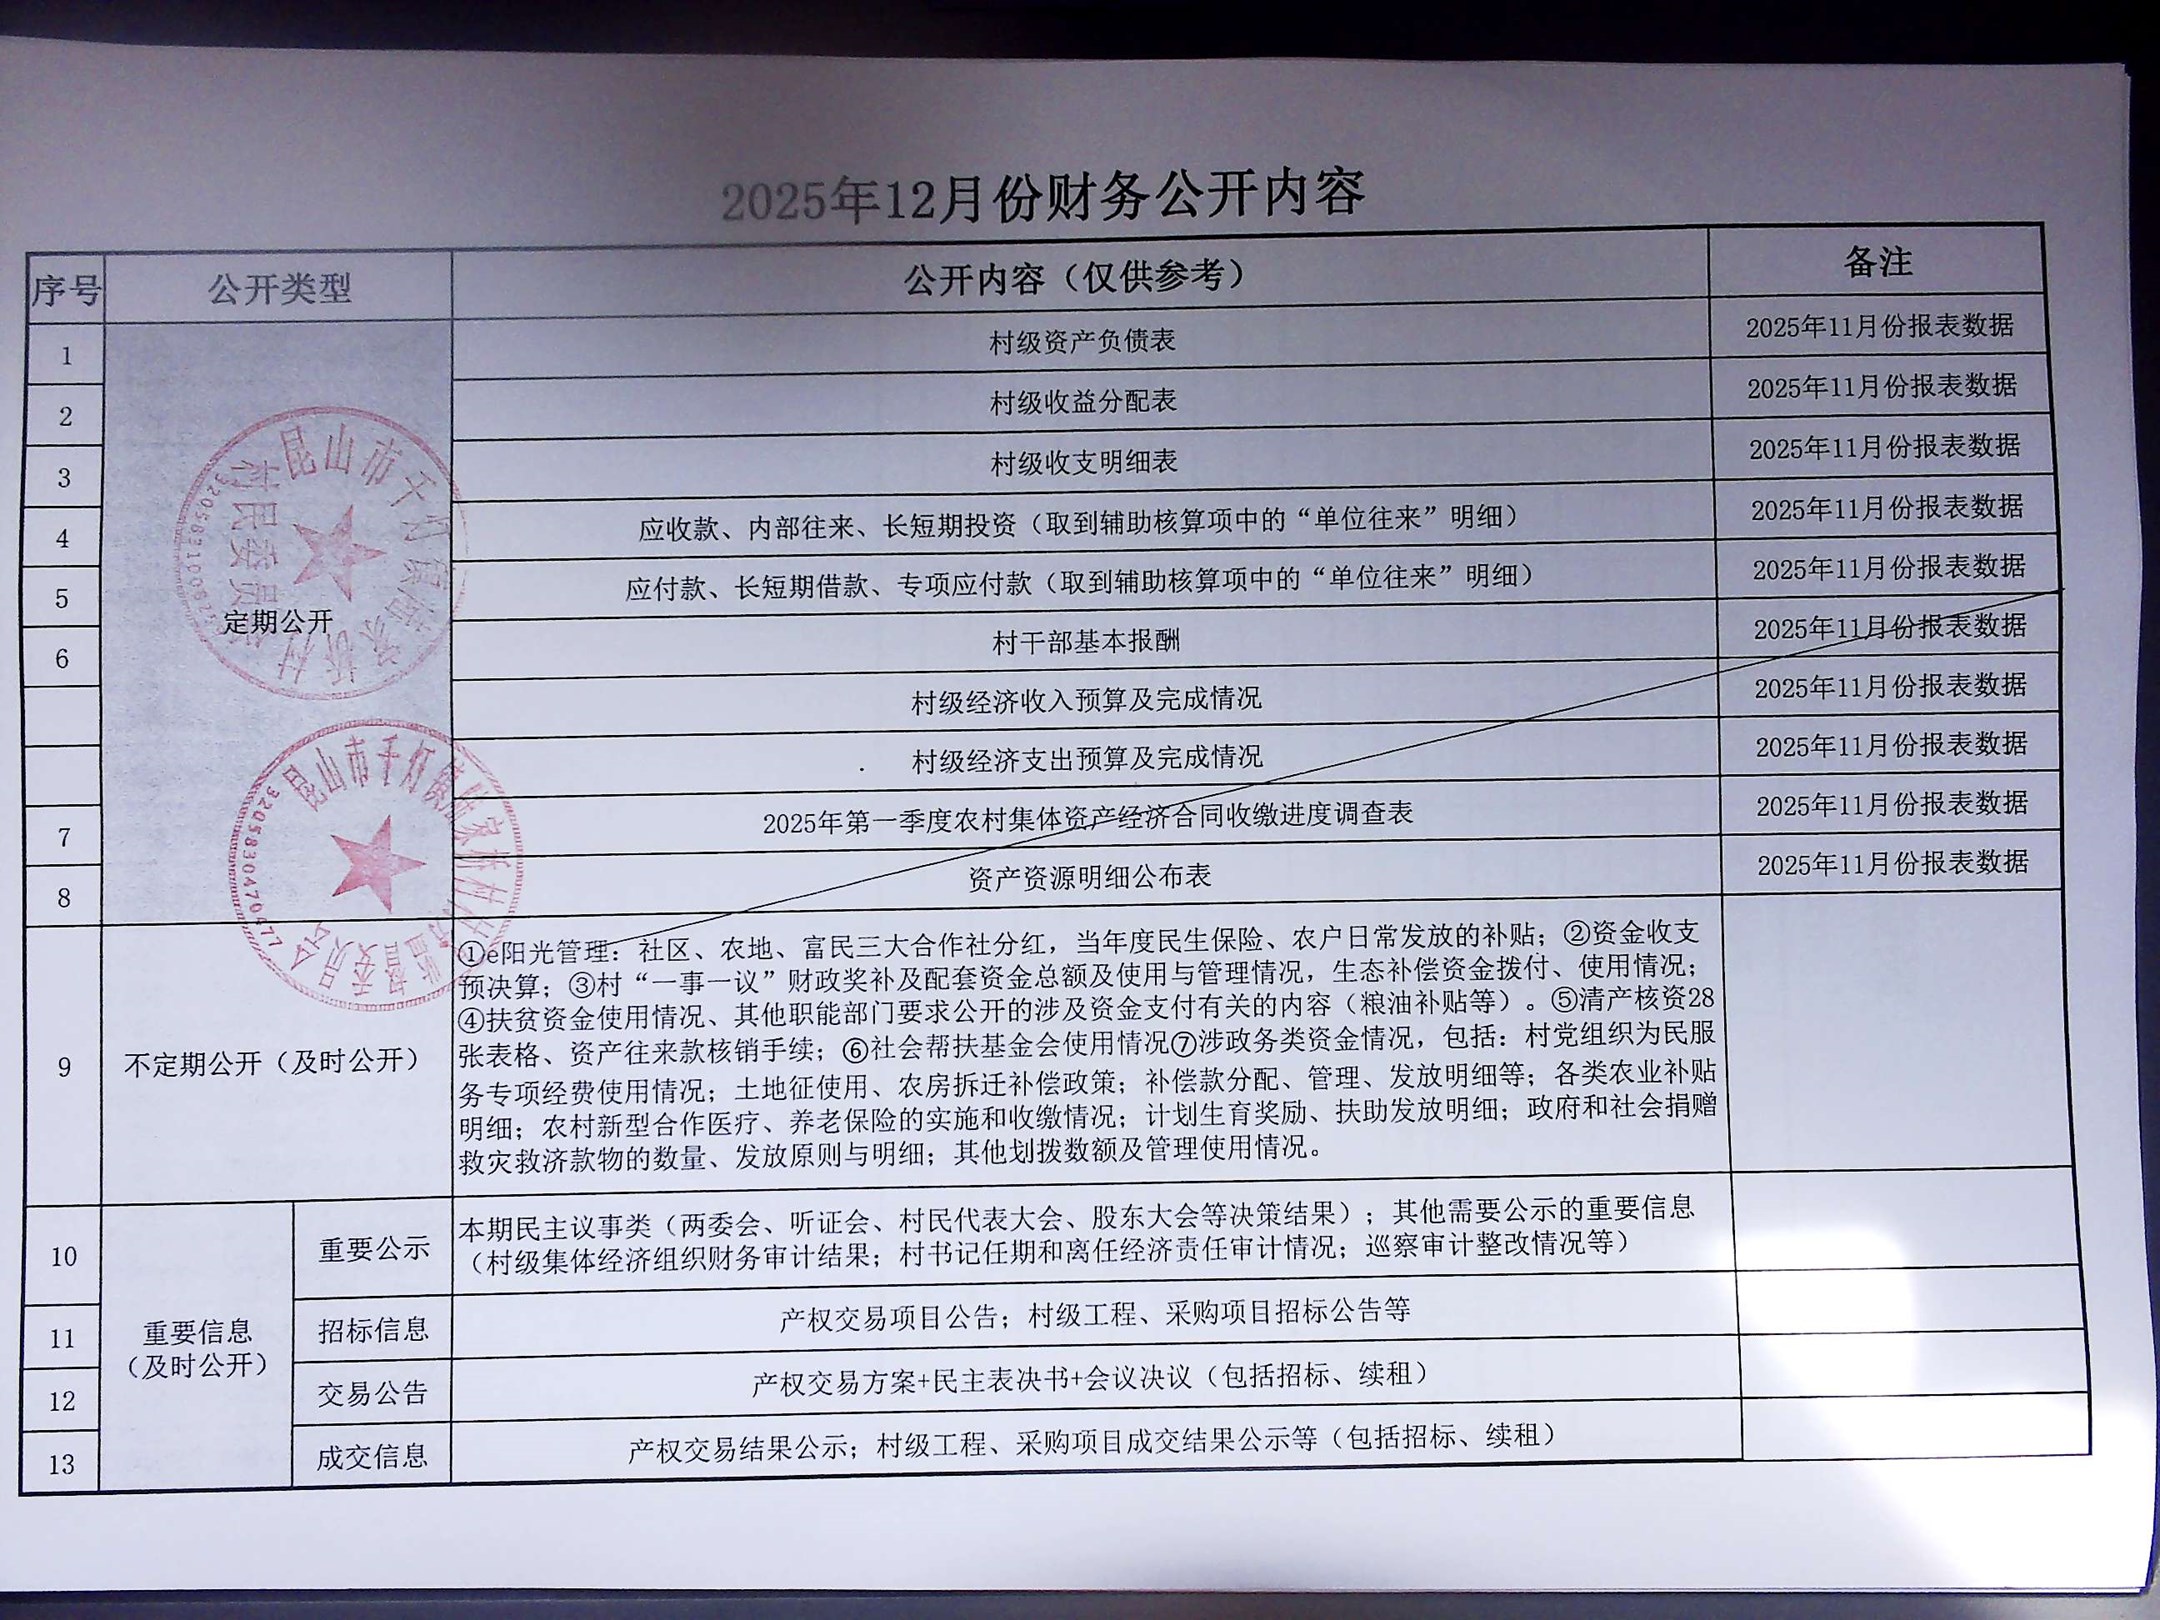 2025年12月份财务公开内容
序号 公开类型 公开内容（仅供参考） 备注
1 村级资产负债表 2025年11月份报表数据
2 村级收益分配表 2025年11月份报表数据
3 村级收支明细表 2025年11月份报表数据
4 应收款、内部往来、长短期投资（取到辅助核算项中的“单位往来”明细） 2025年11月份报表数据
5 应付款、长短期借款、专项应付款（取到辅助核算项中的“单位往来”明细） 2025年11月份报表数据
定期公开
6 村干部基本报酬 2025年11月份报表数据
村级经济收入预算及完成情况 2025年11月份报表数据
村级经济支出预算及完成情况 2025年11月份报表数据
7 2025年第一季度农村集体资产经济合同收缴进度调查表 2025年11月份报表数据
8 资产资源明细公布表 2025年11月份报表数据
昆山市千灯镇
村民委员
昆山市千灯镇
9 不定期公开（及时公开）
①e阳光管理：社区、农地、富民三大合作社分红，当年度民生保险、农户日常发放的补贴；②资金收支
预决算；③村“一事一议”财政奖补及配套资金总额及使用与管理情况，生态补偿资金拨付、使用情况；
④扶贫资金使用情况、其他职能部门要求公开的涉及资金支付有关的内容（粮油补贴等）。⑤清产核资28
张表格、资产往来款核销手续；⑥社会帮扶基金会使用情况⑦涉政务类资金情况，包括：村党组织为民服
务专项经费使用情况；土地征使用、农房拆迁补偿政策；补偿款分配、管理、发放明细等；各类农业补贴
明细；农村新型合作医疗、养老保险的实施和收缴情况；计划生育奖励、扶助发放明细；政府和社会捐赠
救灾救济款物的数量、发放原则与明细；其他划拨数额及管理使用情况。
重要信息
（及时公开）
10 重要公示
本期民主议事类（两委会、听证会、村民代表大会、股东大会等决策结果）；其他需要公示的重要信息
（村级集体经济组织财务审计结果；村书记任期和离任经济责任审计情况；巡察审计整改情况等）
11 招标信息 产权交易项目公告；村级工程、采购项目招标公告等
12 交易公告 产权交易方案+民主表决书+会议决议（包括招标、续租）
13 成交信息 产权交易结果公示；村级工程、采购项目成交结果公示等（包括招标、续租）